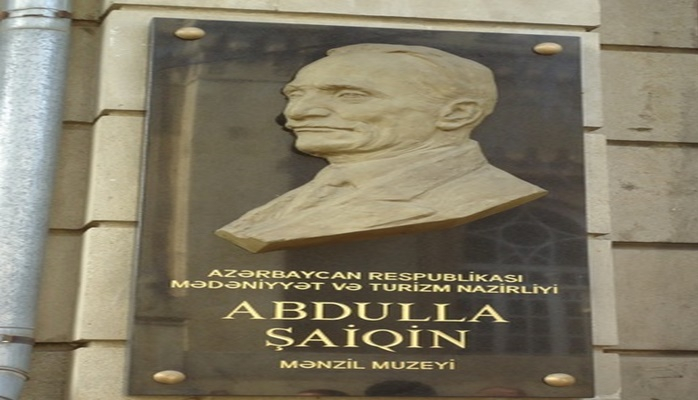 AZƏRBAYCAN RESPUBLİKASI
MƏDƏNİYYƏT VƏ TURİZM NAZİRLİYİ
ABDULLA
ŞAİQİN
MƏNZİL MUZEYİ